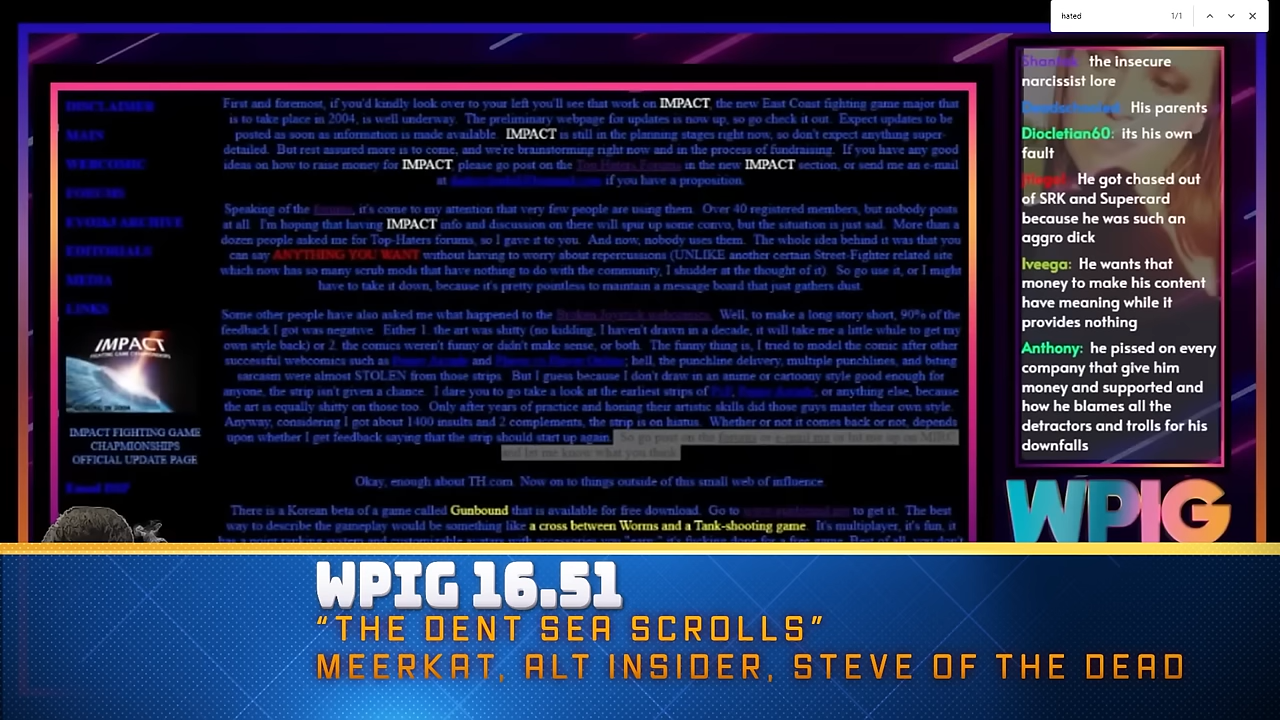 hated 1/1
DISCLAIMER
MAIN
WEBCOMIC
FORUMS
ARCHIVE
EDITORIALS
MEDIA
LINKS
IMPACT
IMPACT FIGHTING GAME
CHAPMIONSHIPS
OFFICIAL UPDATE PAGE
First and foremost, if you'd kindly look over to your left you'll see that work on IMPACT, the new East Coast fighting game major that
is to take place in 2004, is well underway. The preliminary webpage for updates is now up, so go check it out. Expect updates to be
posted as soon as information is made available. IMPACT is still in the planning stages right now, so don't expect anything super-
detailed. But rest assured more is to come, and we're brainstorming right now and in the process of fundraising. If you have any good
ideas on how to raise money for IMPACT, please go post on the Top-Haters Forums in the new IMPACT section, or send me an e-mail
at if you have a proposition.
Speaking of the forums, it's come to my attention that very few people are using them. Over 40 registered members, but nobody posts
at all. I'm hoping that having IMPACT info and discussion on there will spur up some convo, but the situation is just sad. More than a
dozen people asked me for Top-Haters forums, so I gave it to you. And now, nobody uses them. The whole idea behind it was that you
can say ANYTHING YOU WANT without having to worry about repercussions (UNLIKE another certain Street-Fighter related site
which now has so many scrub mods that have nothing to do with the community, I shudder at the thought of it). So go use it, or I might
have to take it down, because it's pretty pointless to maintain a message board that just gathers dust.
Some other people have also asked me what happened to the Well, to make a long story short, 90% of the
feedback I got was negative. Either 1. the art was shitty (no kidding, I haven't drawn in a decade, it will take me a little while to get my
own style back) or 2. the comics weren't funny or didn't make sense, or both. The funny thing is, I tried to model the comic after other
successful webcomics such as Penny Arcade and hell, the punchline delivery, multiple punchlines, and biting
sarcasm were almost STOLEN from those strips. But I guess because I don't draw in an anime or cartoony style good enough for
anyone, the strip isn't given a chance. I dare you to go take a look at the earliest strips of or anything else, because
the art is equally shitty on those too. Only after years of practice and honing their artistic skills did those guys master their own style.
Anyway, considering I got about 1400 insults and 2 complements, the strip is on hiatus. Whether or not it comes back or not, depends
upon whether I get feedback saying that the strip should start up again. So go post on the forums or
and let me know what you think.
Okay, enough about TH.com. Now on to things outside of this small web of influence.
There is a Korean beta of a game called Gunbound that is available for free download. Go to to get it. The best
way to describe the gameplay would be something like a cross between Worms and a Tank-shooting game. It's multiplayer, it's fun, it
the insecure
narcissist lore
His parents
Diocletian60: its his own
fault
He got chased out
of SRK and Supercard
because he was such an
aggro dick
Iveega: He wants that
money to make his content
have meaning while it
provides nothing
Anthony: he pissed on every
company that give him
money and supported and
how he blames all the
detractors and trolls for his
downfalls
WPIG
WPIG 16.51
“THE DENT SEA SCROLLS”
MEERKAT, ALT INSIDER, STEVE OF THE DEAD